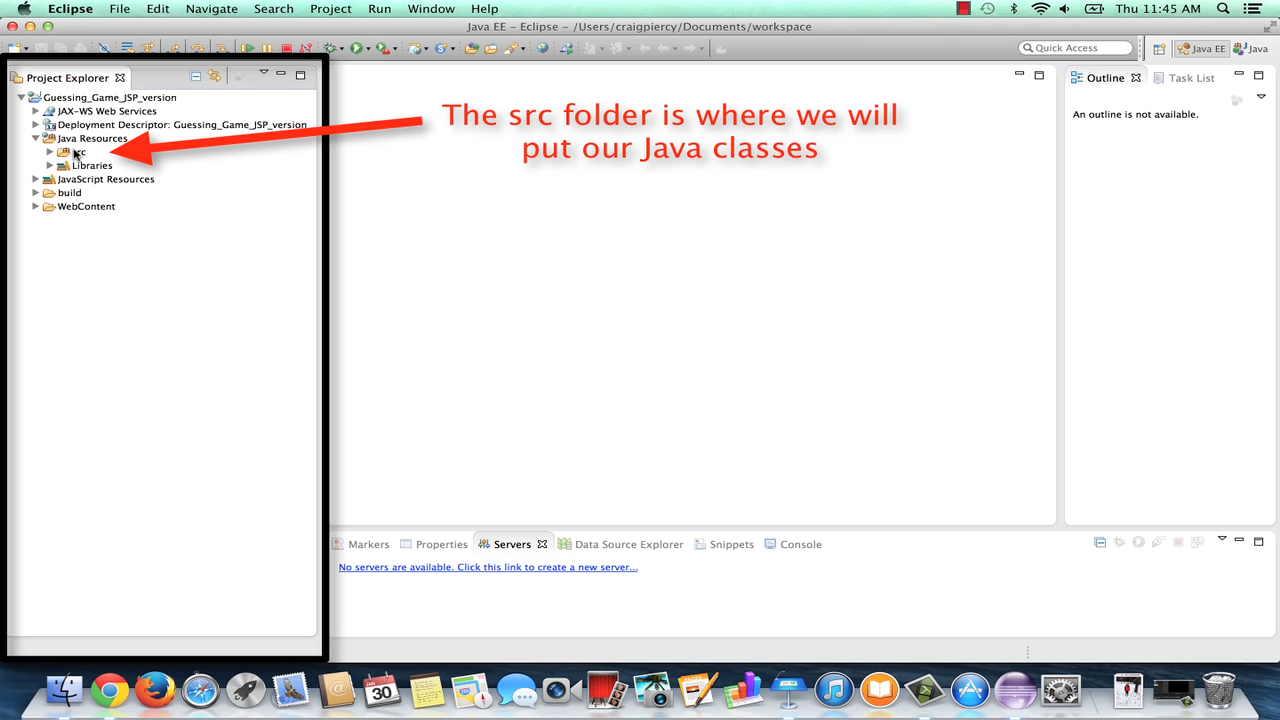 Eclipse File Edit Navigate Search Project Run Window Help Thu 11:45 AM
Java EE - Eclipse - /Users/craigpiercy/Documents/workspace
Quick Access Java EE Java
Project Explorer
Guessing_Game_JSP_version
JAX-WS Web Services
Deployment Descriptor: Guessing_Game_JSP_version
Java Resources
Libraries
JavaScript Resources
build
WebContent
The src folder is where we will
put our Java classes
Outline Task List
An outline is not available.
Markers Properties Servers Data Source Explorer Snippets Console
No servers are available. Click this link to create a new server...
JAN
30